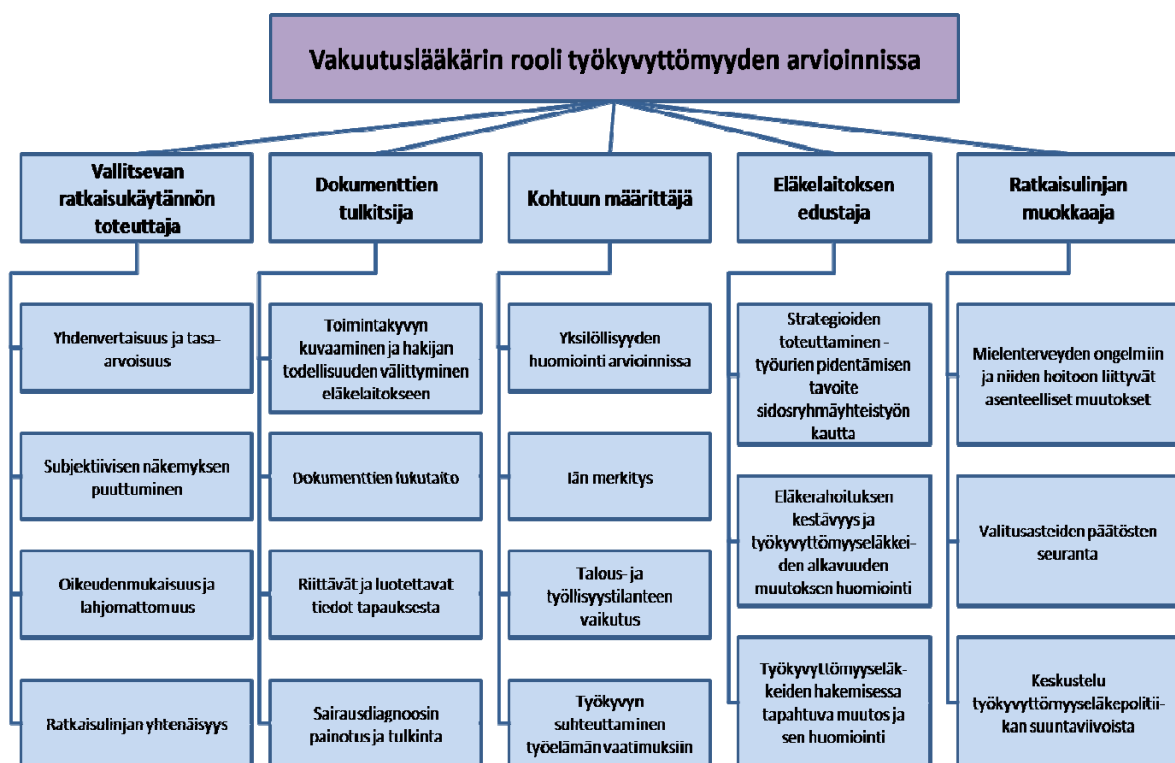 Vakuutuslääkärin rooli työkyvyttömyyden arvioinnissa
Vallitsevan
ratkaisukäytännön
toteuttaja
Yhdenvertaisuus ja tasa-
arvoisuus
Subjektiivisen näkemyksen
puuttuminen
Oikeudenmukaisuus ja
lahjomattomuus
Ratkaisulinjan yhtenäisyys
Dokumenttien
tulkitsija
Toimintakyvyn
kuvaaminen ja hakijan
todellisuuden välittyminen
eläkelaitokseen
Dokumenttien lukutaito
Riittävät ja luotettavat
tiedot tapauksesta
Sairausdiagnoosin
painotus ja tulkinta
Kohtuun määrittäjä
Yksilöllisyyden
huomiointi arvioinnissa
Iän merkitys
Talous- ja
työllisyystilanteen
vaikutus
Työkyvyn
suhteuttaminen
työelämän vaatimuksiin
Eläkelaitoksen
edustaja
Strategioiden
toteuttaminen -
työurien pidentämisen
tavoite
sidosryhmäyhteistyön
kautta
Eläkerahoituksen
kestävyys ja
työkyvyttömyyseläkkei-
den alkavuuden
muutoksen huomiointi
Työkyvyttömyyseläk-
keiden hakemisessa
tapahtuva muutos ja
sen huomiointi
Ratkaisulinjan
muokkaaja
Mielenterveyden ongelmiin
ja niiden hoitoon liittyvät
asenteelliset muutokset
Valitusasteiden päätösten
seuranta
Keskustelu
työkyvyttömyyseläkepolitii-
kan suuntaviivoista